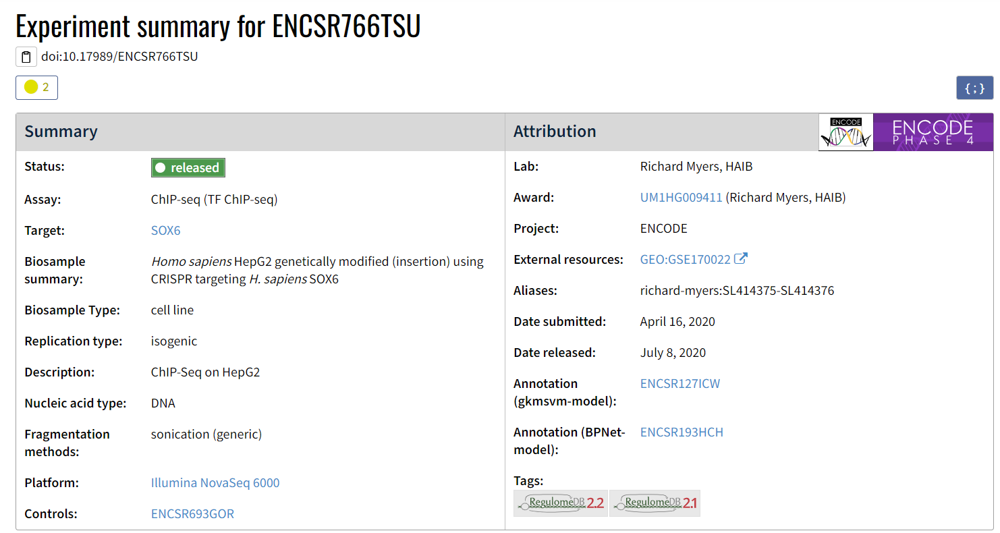 Experiment summary for ENCSR766TSU
doi:10.17989/ENCSR766TSU
2
{;}
Summary
Status: released
Assay: ChIP-seq (TF ChIP-seq)
Target: SOX6
Biosample summary: Homo sapiens HepG2 genetically modified (insertion) using
CRISPR targeting H. sapiens SOX6
Biosample Type: cell line
Replication type: isogenic
Description: ChIP-Seq on HepG2
Nucleic acid type: DNA
Fragmentation methods: sonication (generic)
Platform: Illumina NovaSeq 6000
Controls: ENCSR693GOR
Attribution
ENCODE
ENCODE
PHASE 4
Lab: Richard Myers, HAIB
Award: UM1HG009411 (Richard Myers, HAIB)
Project: ENCODE
External resources: GEO:GSE170022
Aliases: richard-myers:SL414375-SL414376
Date submitted: April 16, 2020
Date released: July 8, 2020
Annotation (gkmsvm-model): ENCSR127ICW
Annotation (BPNet-model): ENCSR193HCH
Tags:
RegulomeDB 2.2
RegulomeDB 2.1